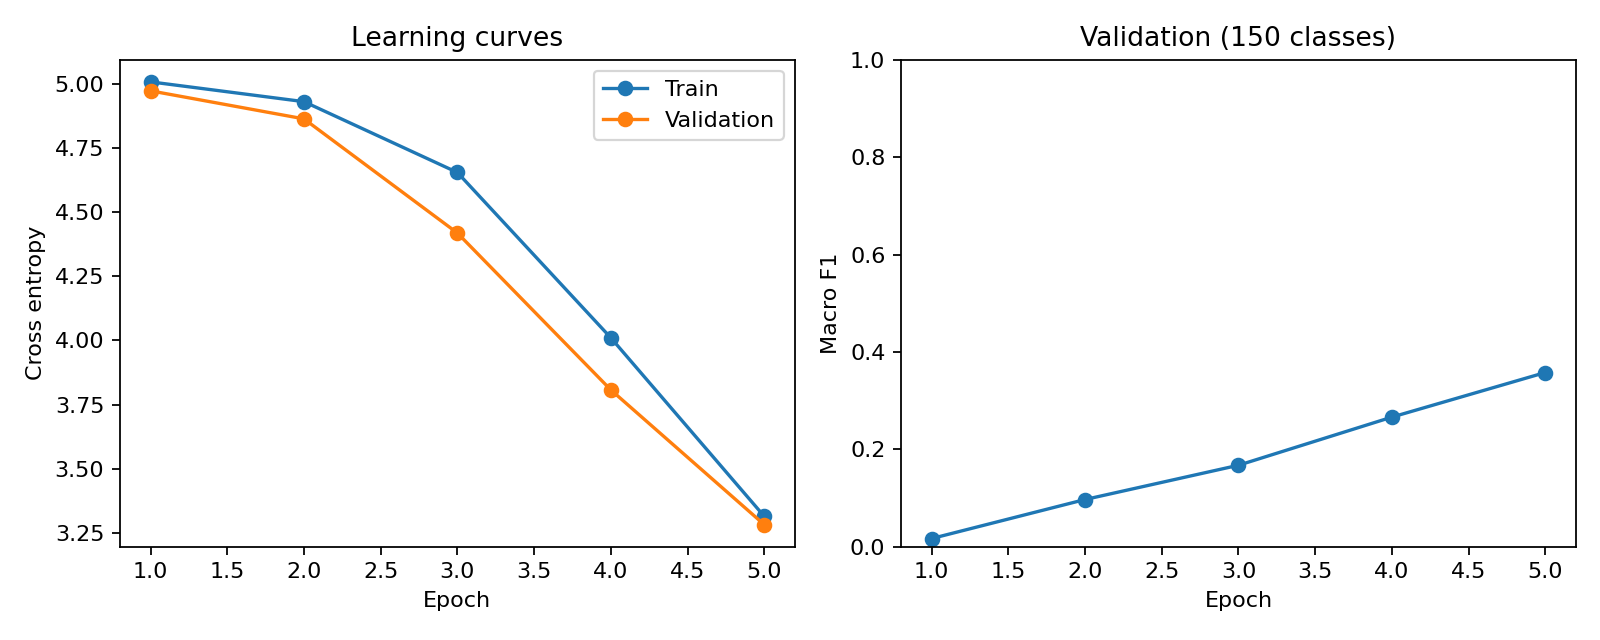 Learning curves
Cross entropy
5.00
4.75
4.50
4.25
4.00
3.75
3.50
3.25
Train
Validation
1.0 1.5 2.0 2.5 3.0 3.5 4.0 4.5 5.0
Epoch
Validation (150 classes)
Macro F1
1.0
0.8
0.6
0.4
0.2
0.0
1.0 1.5 2.0 2.5 3.0 3.5 4.0 4.5 5.0
Epoch